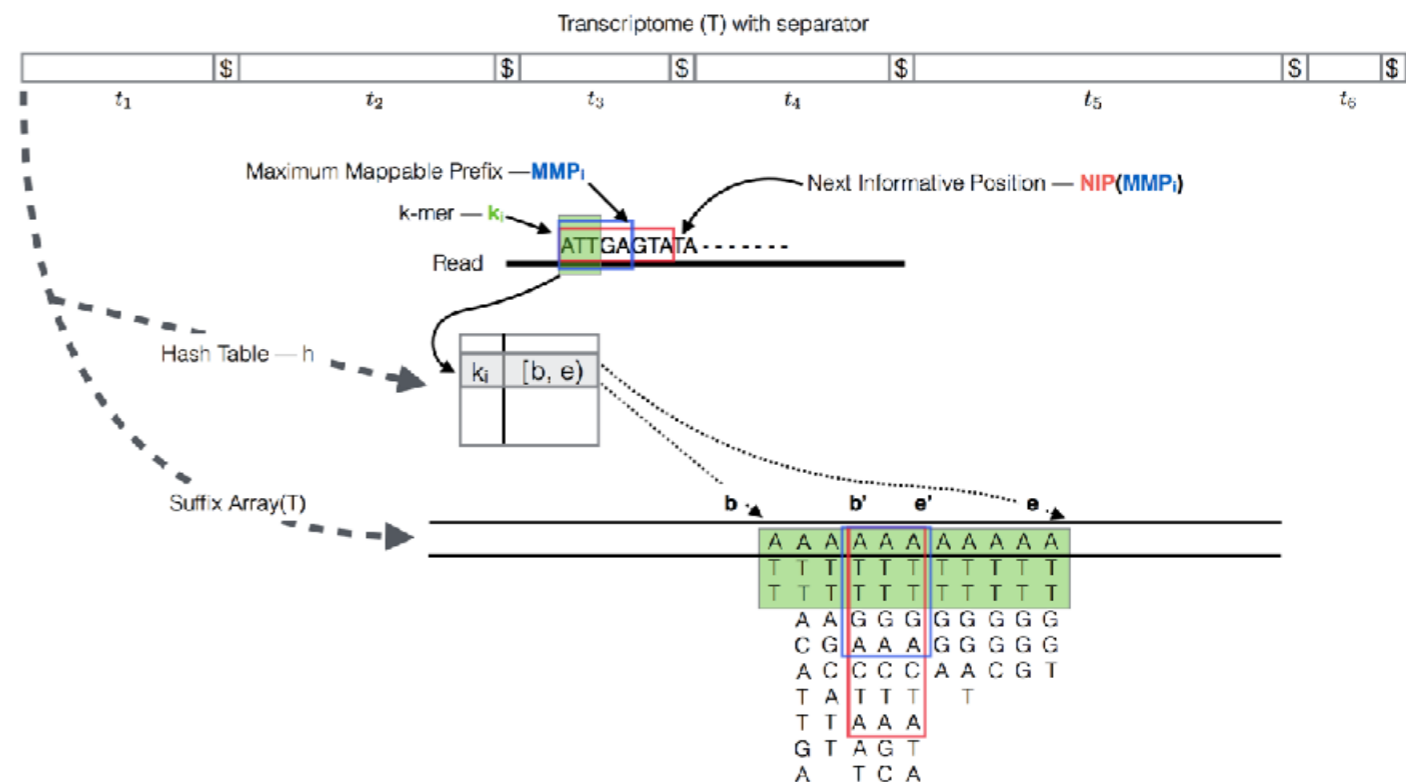 Transcriptome (T) with separator
$ $ $ $ $ $
t1 t2 t3 t4 t5 t6
Maximum Mappable Prefix —MMPi
Next Informative Position — NIP(MMPi)
k-mer — ki
ATTGAGTATA-------
Read
Hash Table — h
ki [b, e)
Suffix Array(T)
b b' e' e
A A A A A A A A A A A
T T T T T T T T T T T
T T T T T T T T T T T
A A G G G G G G G G
C G A A A G G G G G
A C C C C A A C G T
T A T T T T
T T A A A
G T A G T
A T C A